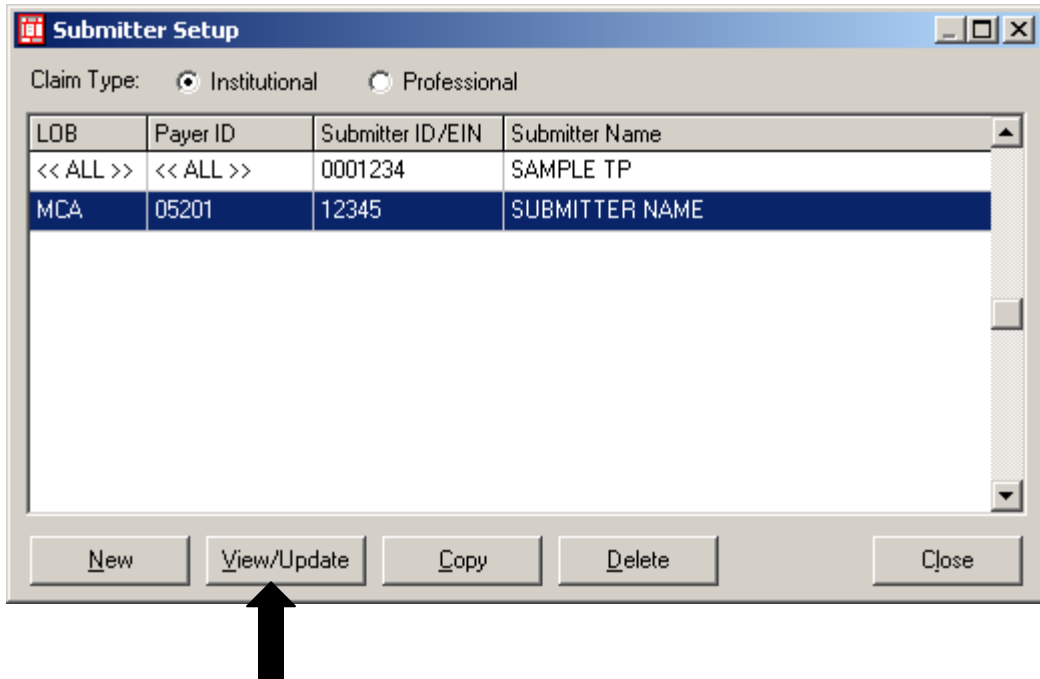 Submitter Setup
Claim Type: Institutional Professional
LOB Payer ID Submitter ID/EIN Submitter Name
<< ALL >> << ALL >> 0001234 SAMPLE TP
MCA 05201 12345 SUBMITTER NAME
New View/Update Copy Delete Close